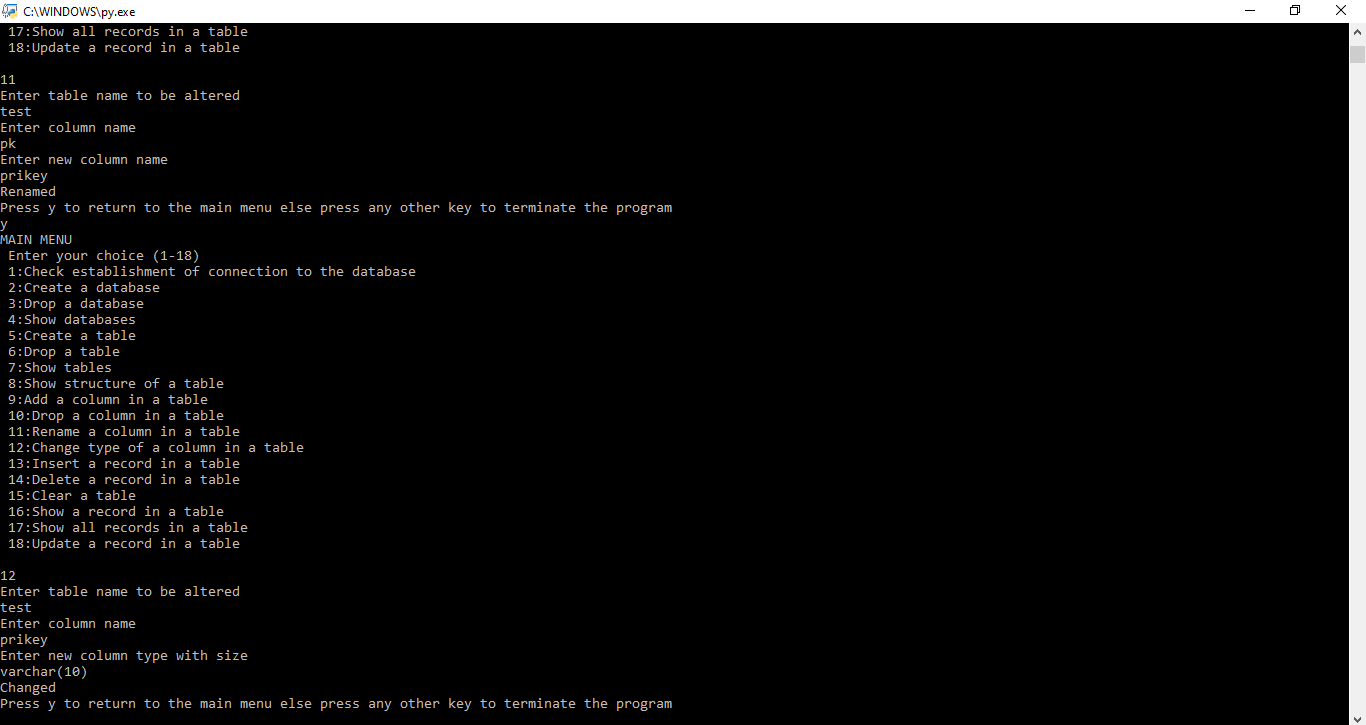 C:\WINDOWS\py.exe
17:Show all records in a table
18:Update a record in a table
11
Enter table name to be altered
test
Enter column name
pk
Enter new column name
prikey
Renamed
Press y to return to the main menu else press any other key to terminate the program
y
MAIN MENU
Enter your choice (1-18)
1:Check establishment of connection to the database
2:Create a database
3:Drop a database
4:Show databases
5:Create a table
6:Drop a table
7:Show tables
8:Show structure of a table
9:Add a column in a table
10:Drop a column in a table
11:Rename a column in a table
12:Change type of a column in a table
13:Insert a record in a table
14:Delete a record in a table
15:Clear a table
16:Show a record in a table
17:Show all records in a table
18:Update a record in a table
12
Enter table name to be altered
test
Enter column name
prikey
Enter new column type with size
varchar(10)
Changed
Press y to return to the main menu else press any other key to terminate the program